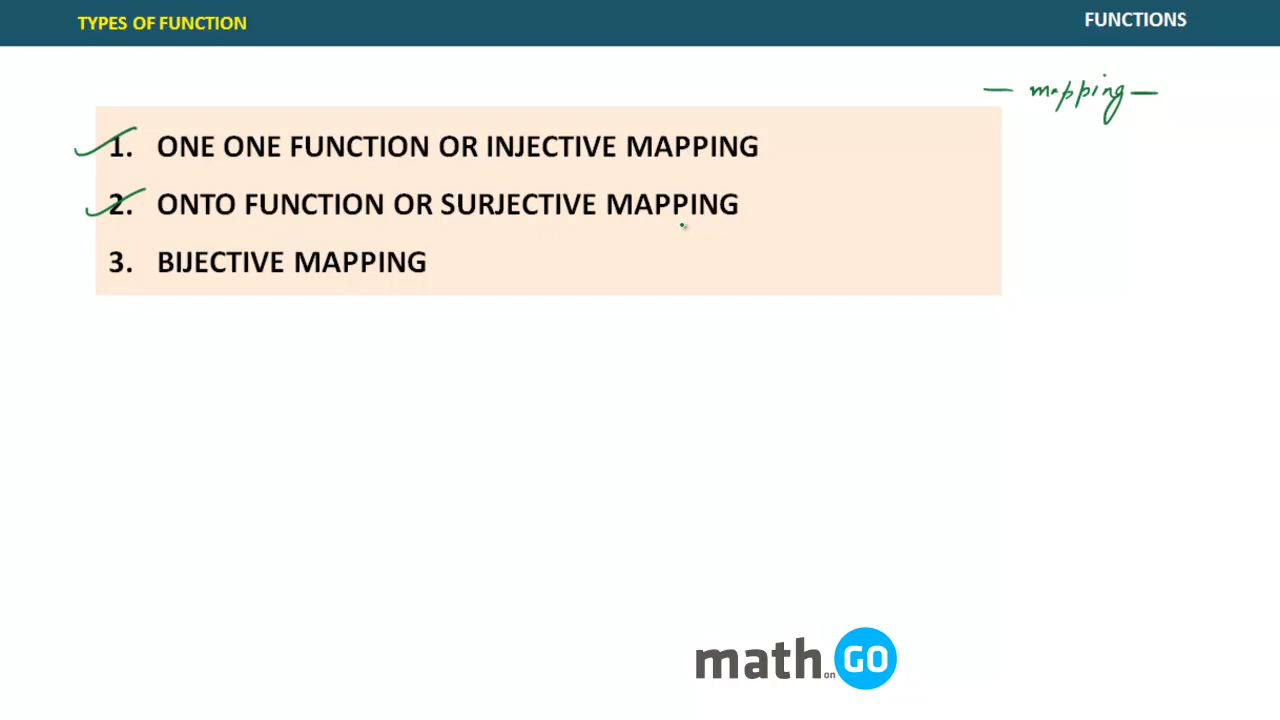 TYPES OF FUNCTION
FUNCTIONS
— mapping —
1. ONE ONE FUNCTION OR INJECTIVE MAPPING
2. ONTO FUNCTION OR SURJECTIVE MAPPING
3. BIJECTIVE MAPPING
math on GO